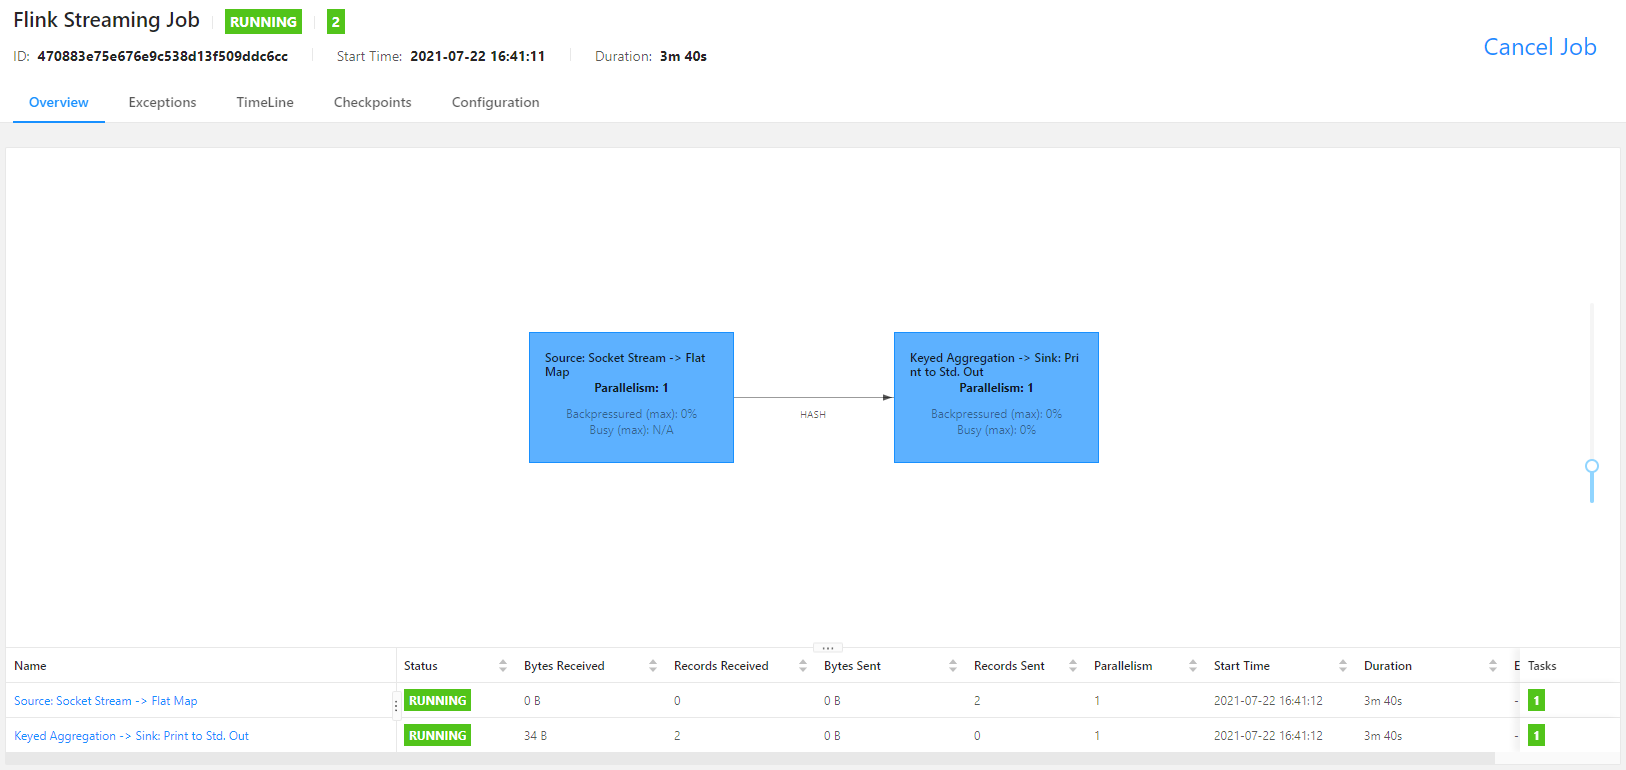 Flink Streaming Job RUNNING 2
ID: 470883e75e676e9c538d13f509ddc6cc Start Time: 2021-07-22 16:41:11 Duration: 3m 40s
Cancel Job
Overview Exceptions TimeLine Checkpoints Configuration
Source: Socket Stream -> Flat
Map
Parallelism: 1
Backpressured (max): 0%
Busy (max): N/A
HASH
Keyed Aggregation -> Sink: Pri
nt to Std. Out
Parallelism: 1
Backpressured (max): 0%
Busy (max): 0%
Name Status Bytes Received Records Received Bytes Sent Records Sent Parallelism Start Time Duration E Tasks
Source: Socket Stream -> Flat Map RUNNING 0 B 0 0 B 2 1 2021-07-22 16:41:12 3m 40s - 1
Keyed Aggregation -> Sink: Print to Std. Out RUNNING 34 B 2 0 B 0 1 2021-07-22 16:41:12 3m 40s - 1